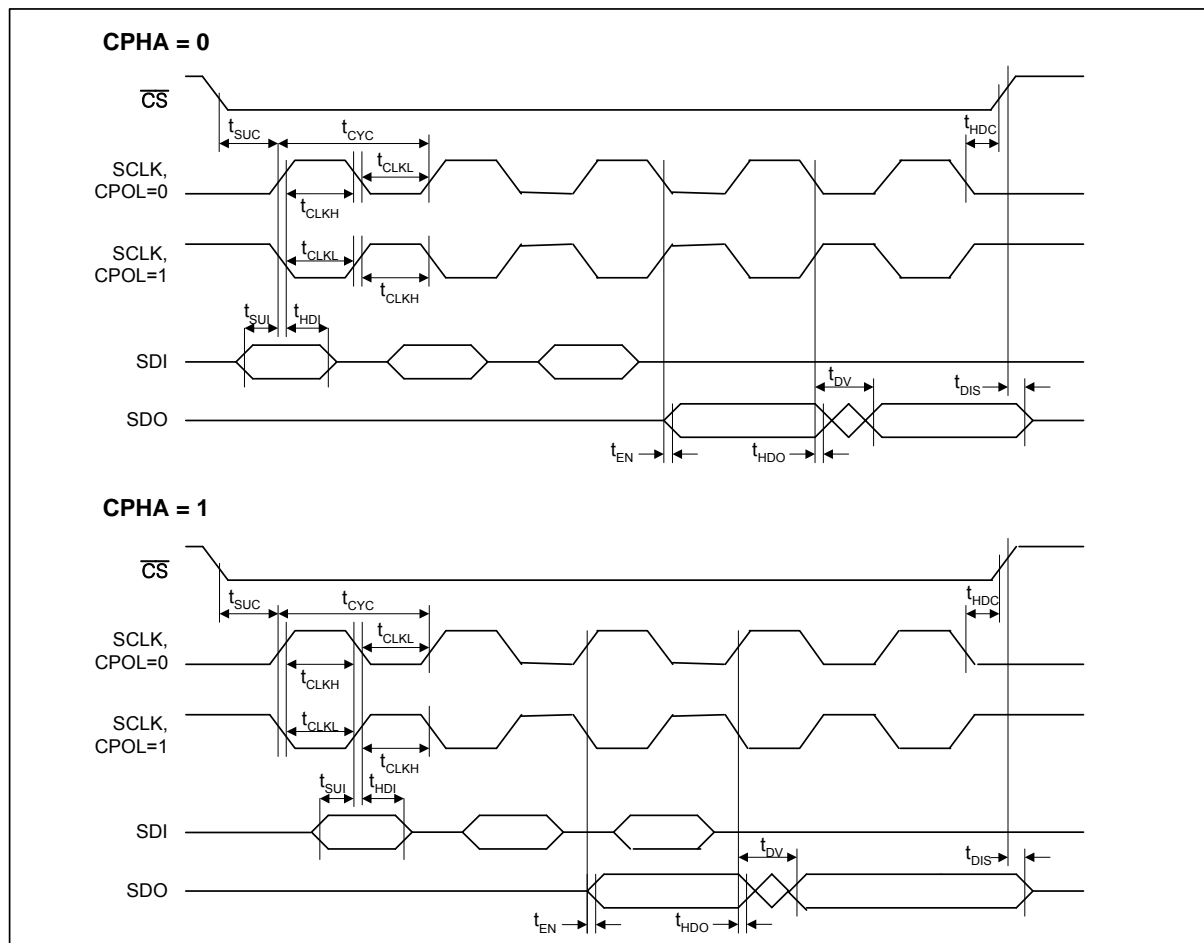 CPHA = 0
CS
tSUC
tCYC
tHDC
SCLK,
CPOL=0
tCLKL
tCLKH
SCLK,
CPOL=1
tCLKL
tCLKH
tSUI
tHDI
SDI
tDV
tDIS
SDO
tEN
tHDO
CPHA = 1
CS
tSUC
tCYC
tHDC
SCLK,
CPOL=0
tCLKL
tCLKH
SCLK,
CPOL=1
tCLKL
tCLKH
tSUI
tHDI
SDI
tDV
tDIS
SDO
tEN
tHDO